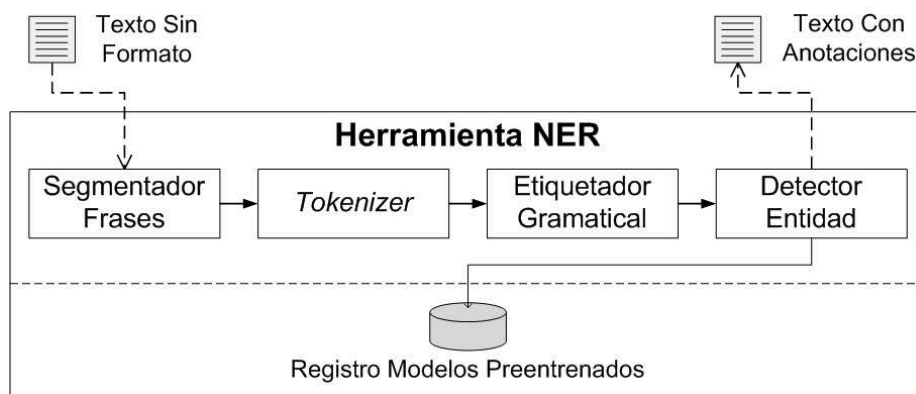 Texto Sin
Formato
Texto Con
Anotaciones
Herramienta NER
Segmentador
Frases
Tokenizer
Etiquetador
Gramatical
Detector
Entidad
Registro Modelos Preentrenados